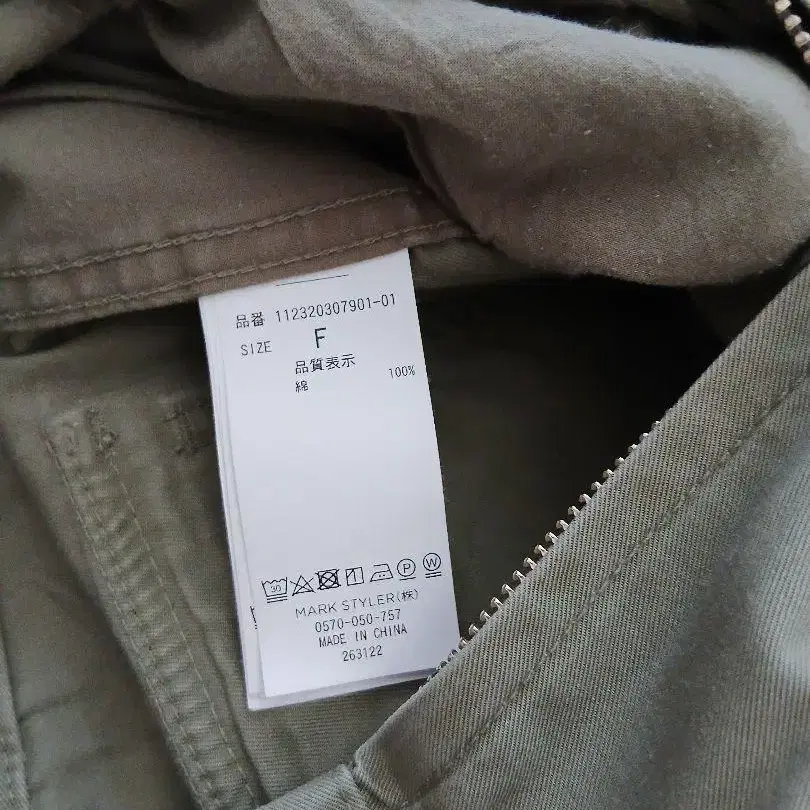 品番 112320307901-01
SIZE F
品質表示
綿 100%
30 P W
MARK STYLER(株)
0570-050-757
MADE IN CHINA
263122